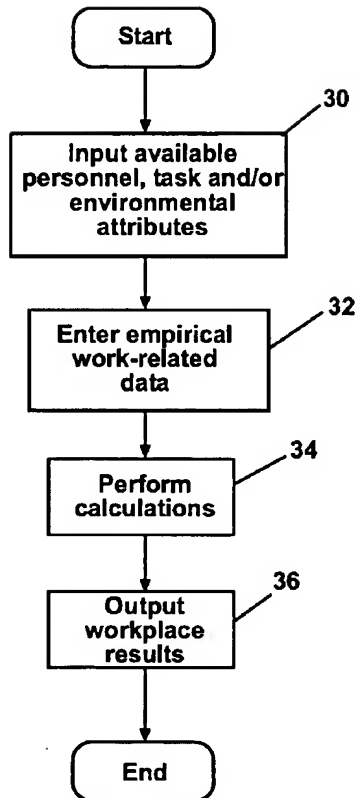 Start
30
Input available
personnel, task and/or
environmental
attributes
32
Enter empirical
work-related
data
34
Perform
calculations
36
Output
workplace
results
End